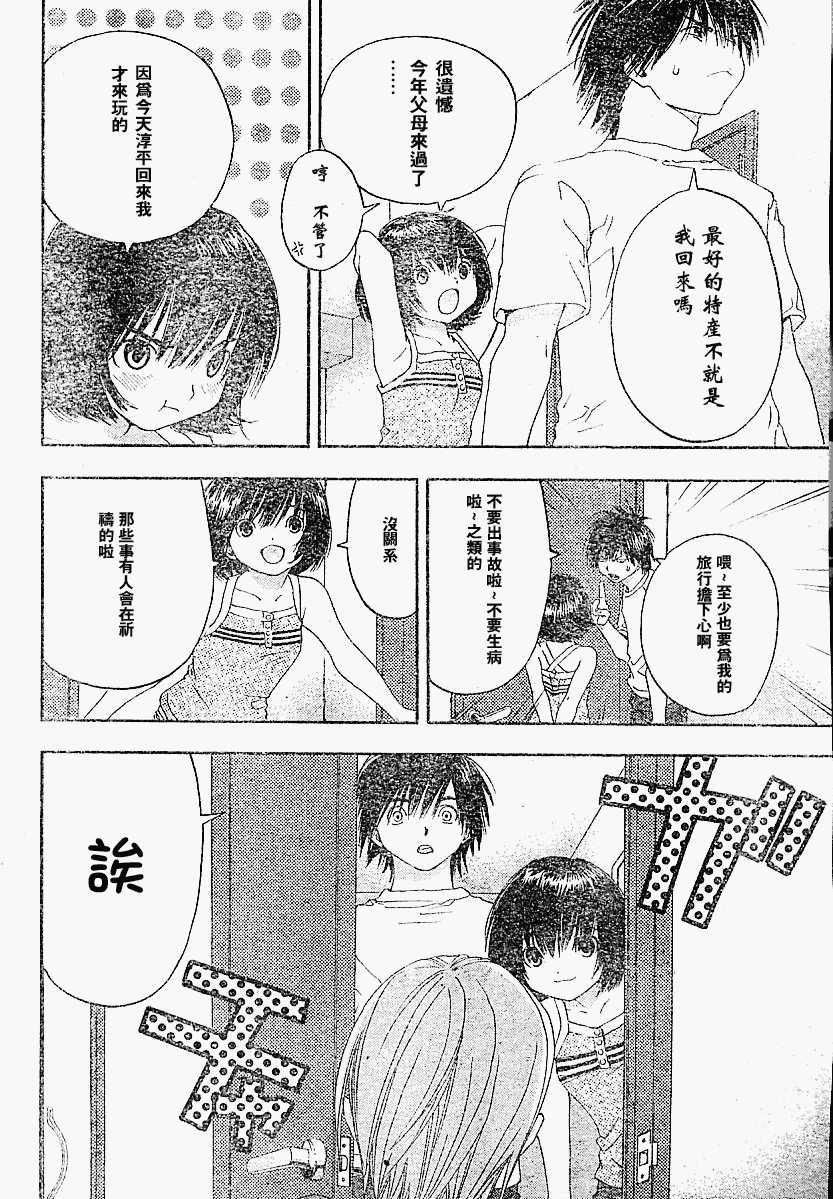 最好的特產不就是
我回來嗎
很遺憾
今年父母來過了
……
哼
不管了
因爲今天淳平回來我
才來玩的
喂~至少也要爲我的
旅行擔下心啊
不要出事故啦~不要生病
啦~之類的
沒關系
那些事有人會在祈
禱的啦
ガチャ
誒